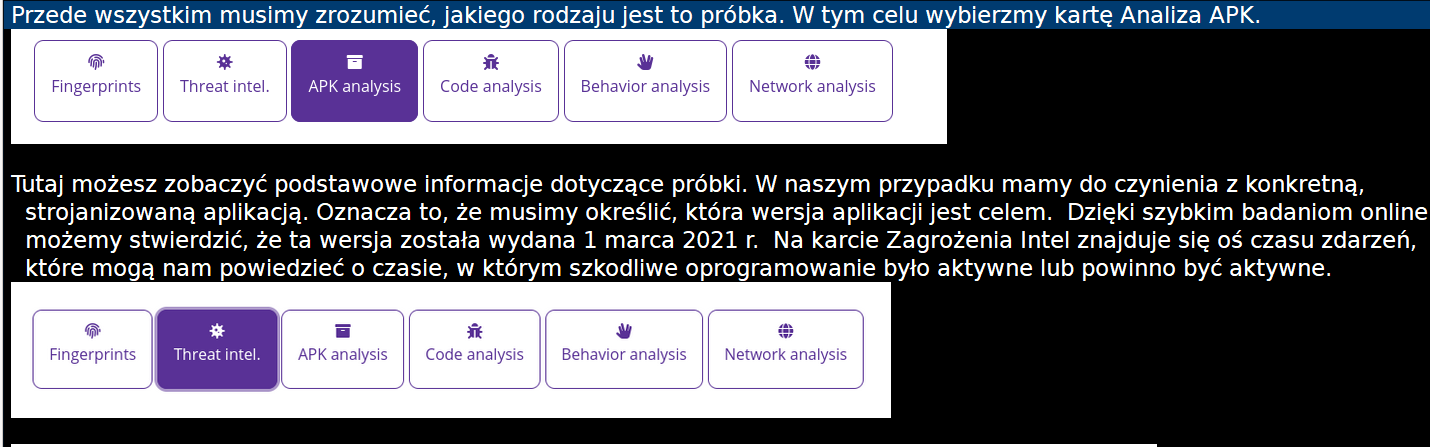 Przede wszystkim musimy zrozumieć, jakiego rodzaju jest to próbka. W tym celu wybierzmy kartę Analiza APK.
Fingerprints Threat intel. APK analysis Code analysis Behavior analysis Network analysis
Tutaj możesz zobaczyć podstawowe informacje dotyczące próbki. W naszym przypadku mamy do czynienia z konkretną,
strojanizowaną aplikacją. Oznacza to, że musimy określić, która wersja aplikacji jest celem.  Dzięki szybkim badaniom online
możemy stwierdzić, że ta wersja została wydana 1 marca 2021 r.  Na karcie Zagrożenia Intel znajduje się oś czasu zdarzeń,
które mogą nam powiedzieć o czasie, w którym szkodliwe oprogramowanie było aktywne lub powinno być aktywne.
Fingerprints Threat intel. APK analysis Code analysis Behavior analysis Network analysis